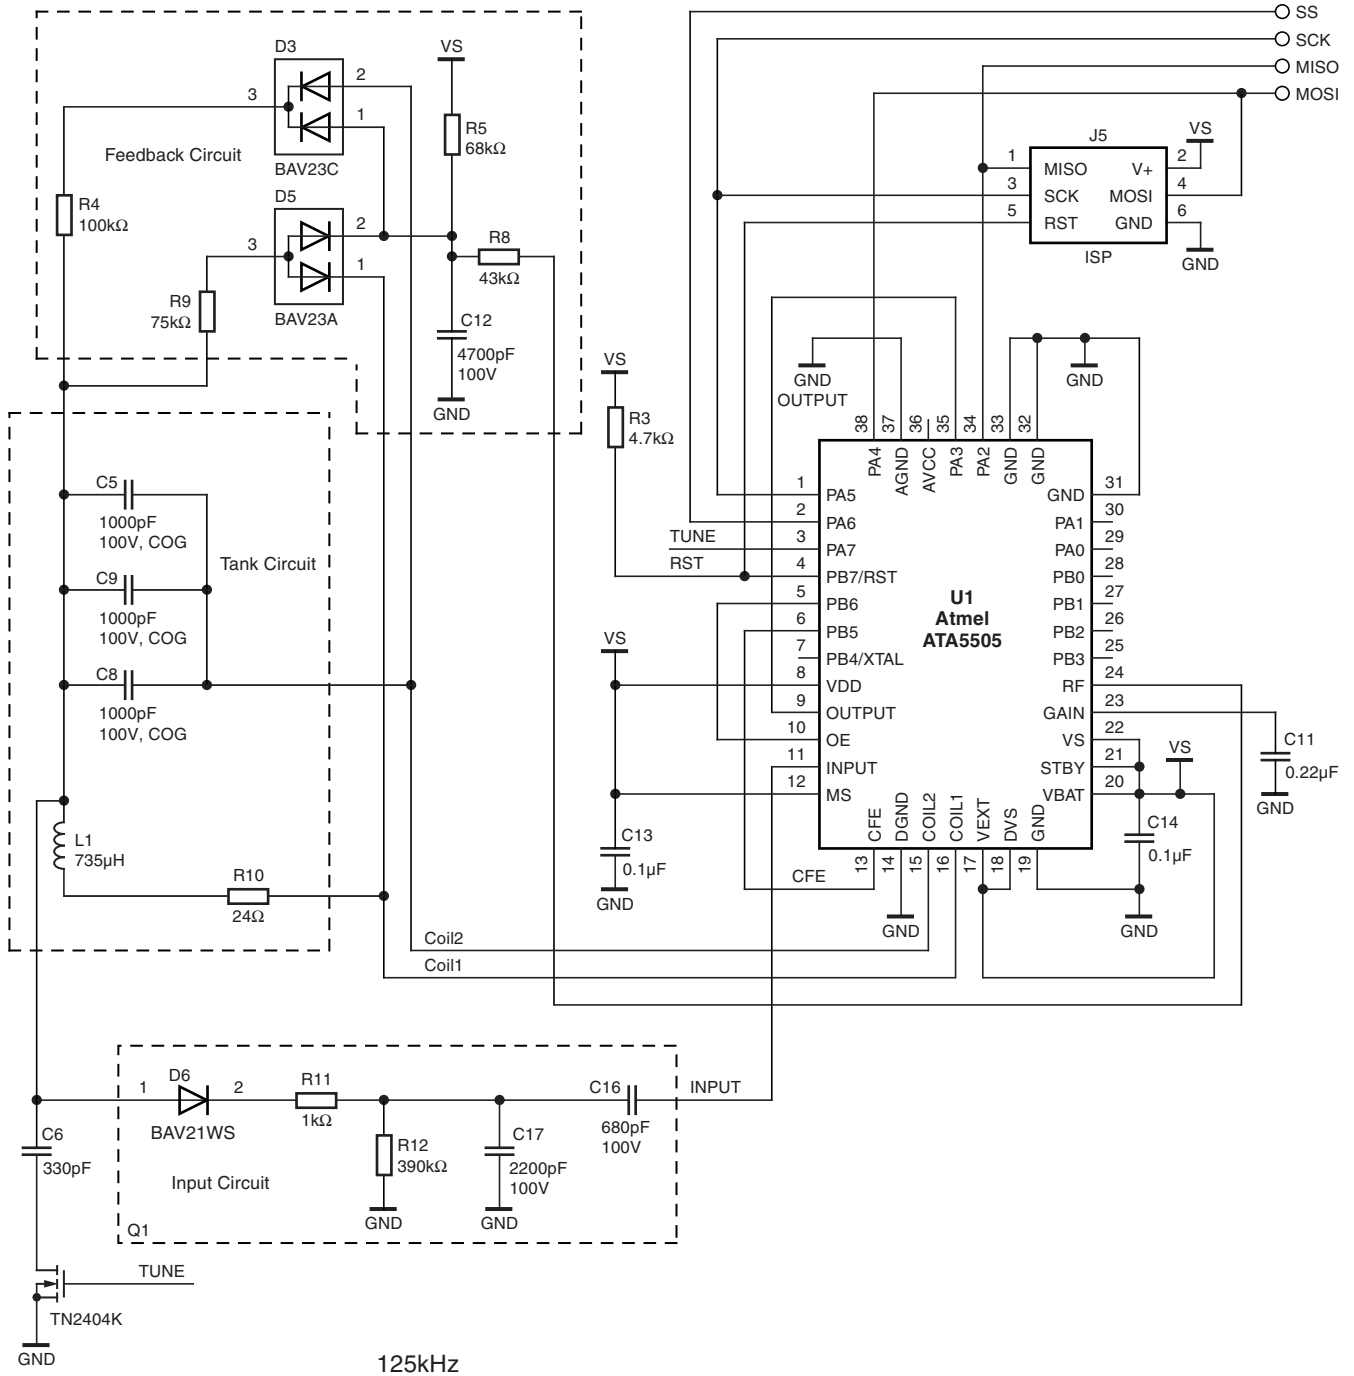 SS
SCK
MISO
MOSI
D3
2
3
1
BAV23C
Feedback Circuit
VS
R5
68kΩ
R4
100kΩ
D5
2
3
1
BAV23A
R9
75kΩ
R8
43kΩ
C12
4700pF
100V
GND
J5
VS
1 MISO V+ 2
3 SCK MOSI 4
5 RST GND 6
ISP
GND
VS
R3
4.7kΩ
GND
OUTPUT
GND
38 37 36 35 34 33 32
PA4 AGND AVCC PA3 PA2 GND GND
1 PA5
2 PA6
TUNE 3 PA7
RST 4 PB7/RST
5 PB6
6 PB5
7 PB4/XTAL
8 VDD
9 OUTPUT
10 OE
11 INPUT
12 MS
U1
Atmel
ATA5505
GND 31
PA1 30
PA0 29
PB0 28
PB1 27
PB2 26
PB3 25
RF 24
GAIN 23
VS 22
STBY 21
VBAT 20
CFE DGND COIL2 COIL1 VEXT DVS GND
13 14 15 16 17 18 19
VS
C13
0.1µF
GND
CFE
GND
VS
C14
0.1µF
GND
C11
0.22µF
GND
C5
1000pF
100V, COG
Tank Circuit
C9
1000pF
100V, COG
C8
1000pF
100V, COG
L1
735µH
R10
24Ω
Coil2
Coil1
1 D6 2
BAV21WS
R11
1kΩ
C16
680pF
100V
INPUT
C6
330pF
R12
390kΩ
C17
2200pF
100V
Input Circuit
GND
GND
Q1
TUNE
TN2404K
GND
125kHz